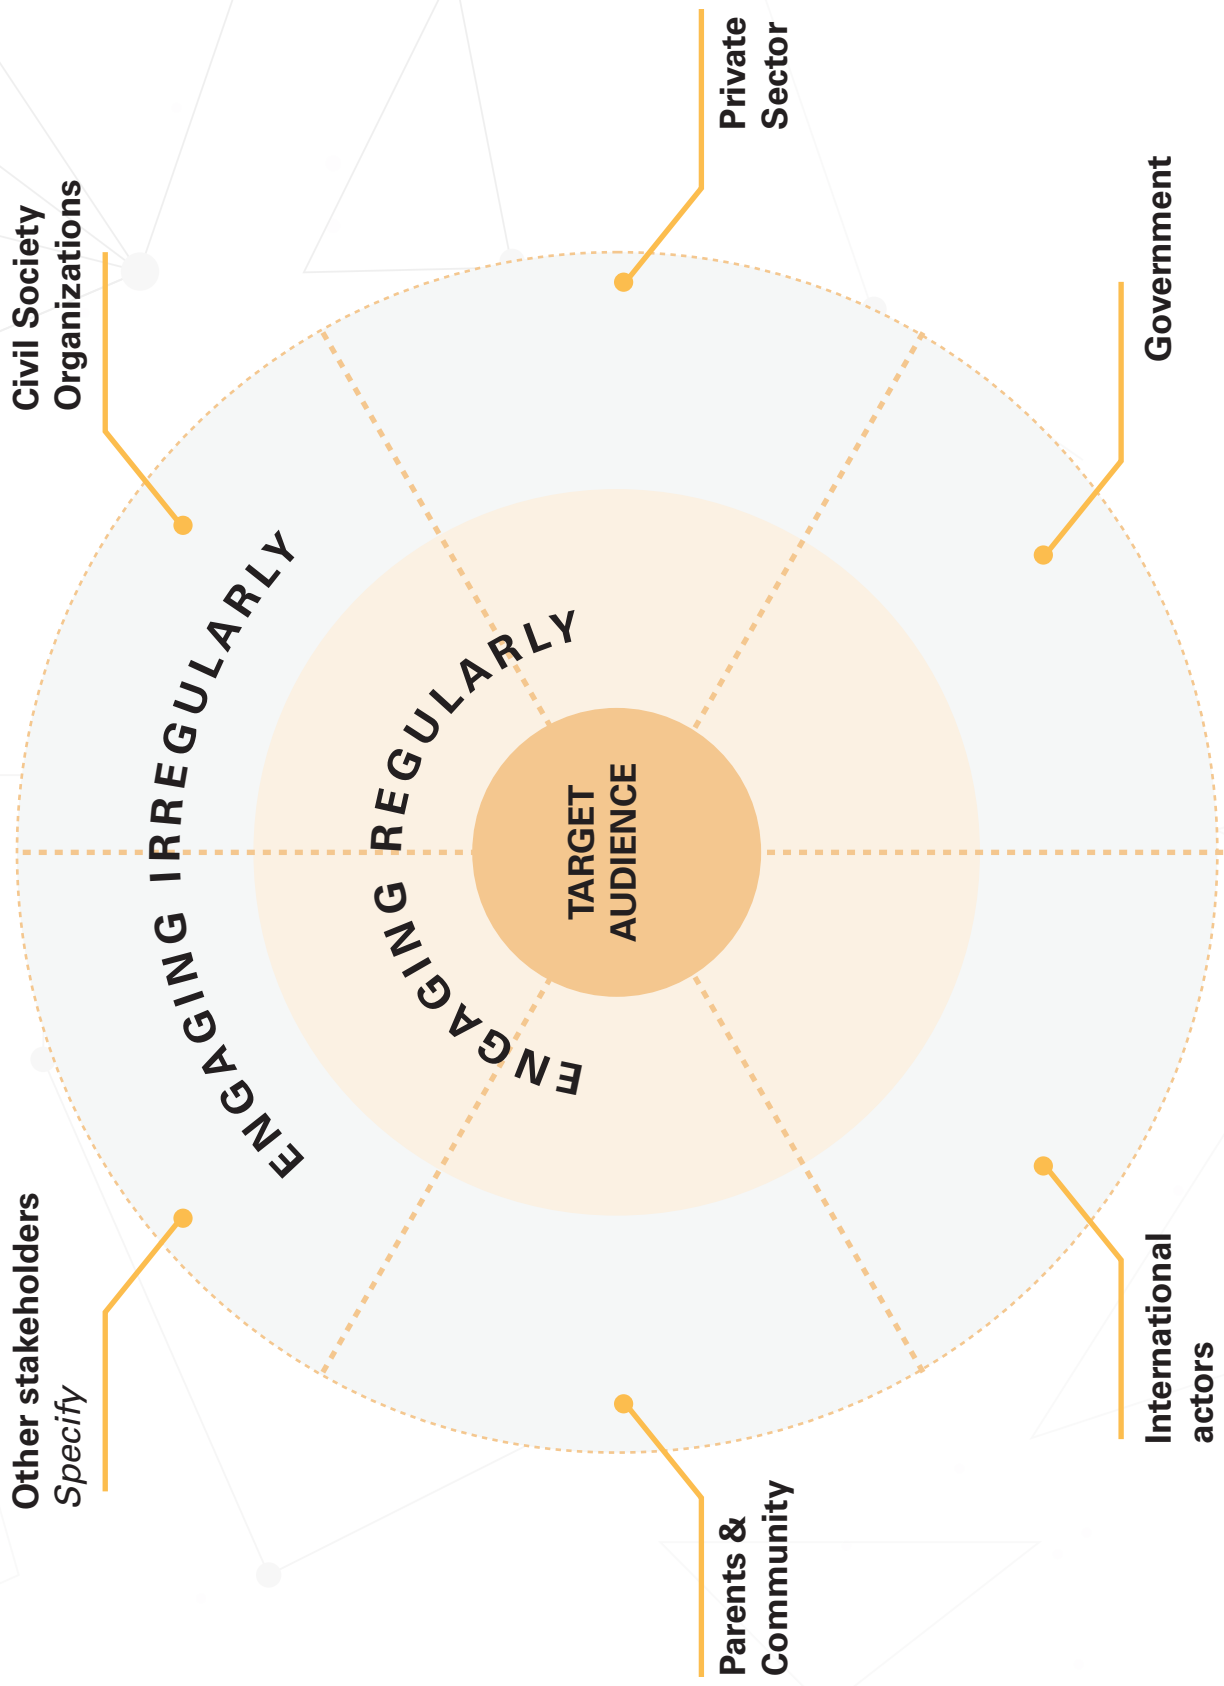 Other stakeholders
Specify
Civil Society
Organizations
ENGAGING IRREGULARLY
ENGAGING REGULARLY
TARGET
AUDIENCE
Parents &
Community
Private
Sector
International
actors
Government